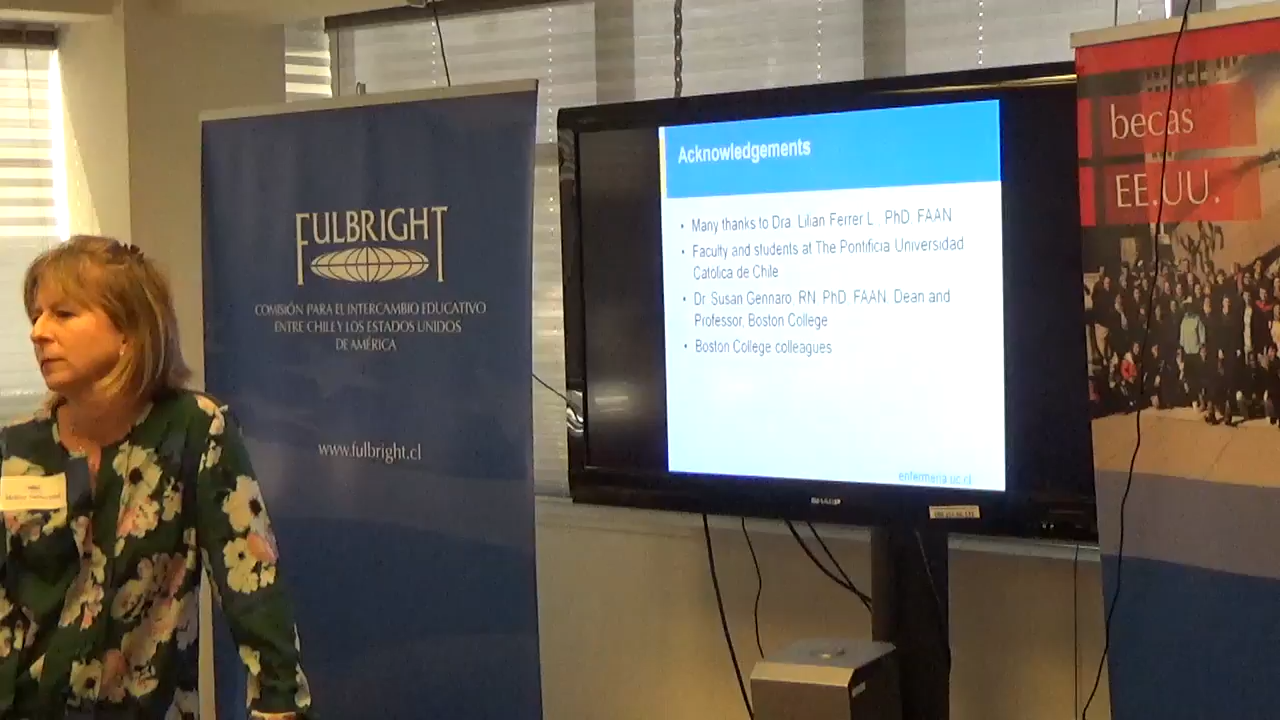 FULBRIGHT
COMISIÓN PARA EL INTERCAMBIO EDUCATIVO
ENTRE CHILE Y LOS ESTADOS UNIDOS
DE AMÉRICA
www.fulbright.cl
Acknowledgements
• Many thanks to Dra. Lilian Ferrer L., PhD, FAAN
• Faculty and students at The Pontificia Universidad
Catolica de Chile
• Dr Susan Gennaro, RN, PhD, FAAN, Dean and
Professor, Boston College
• Boston College colleagues
enfermeria.uc.cl
SHARP
becas
EE.UU.